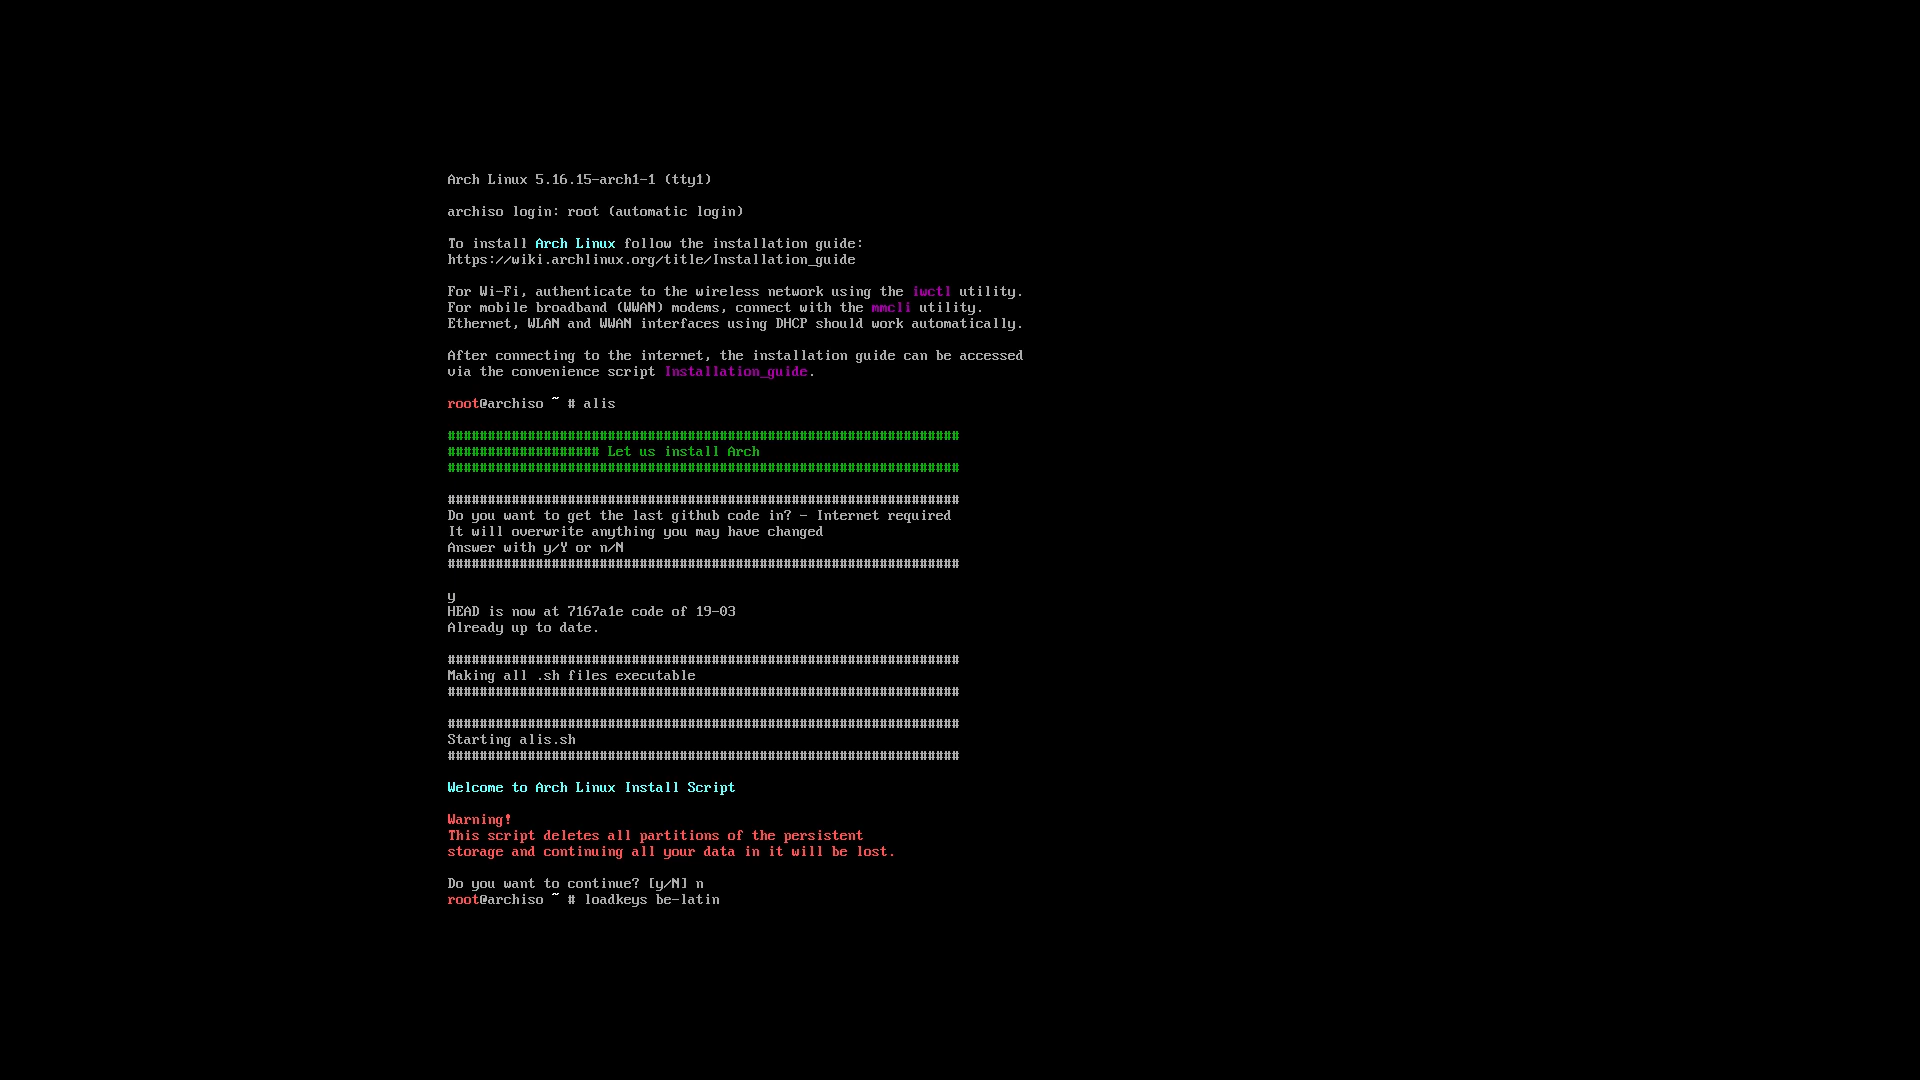 Arch Linux 5.16.15-arch1-1 (tty1)
archiso login: root (automatic login)
To install Arch Linux follow the installation guide:
https://wiki.archlinux.org/title/Installation_guide
For Wi-Fi, authenticate to the wireless network using the iwctl utility.
For mobile broadband (WWAN) modems, connect with the mmcli utility.
Ethernet, WLAN and WWAN interfaces using DHCP should work automatically.
After connecting to the internet, the installation guide can be accessed
via the convenience script Installation_guide.
root@archiso ~ # alis
################################################################
################### Let us install Arch
################################################################
################################################################
Do you want to get the last github code in? - Internet required
It will overwrite anything you may have changed
Answer with y/Y or n/N
################################################################
y
HEAD is now at 7167a1e code of 19-03
Already up to date.
################################################################
Making all .sh files executable
################################################################
################################################################
Starting alis.sh
################################################################
Welcome to Arch Linux Install Script
Warning!
This script deletes all partitions of the persistent
storage and continuing all your data in it will be lost.
Do you want to continue? [y/N] n
root@archiso ~ # loadkeys be-latin